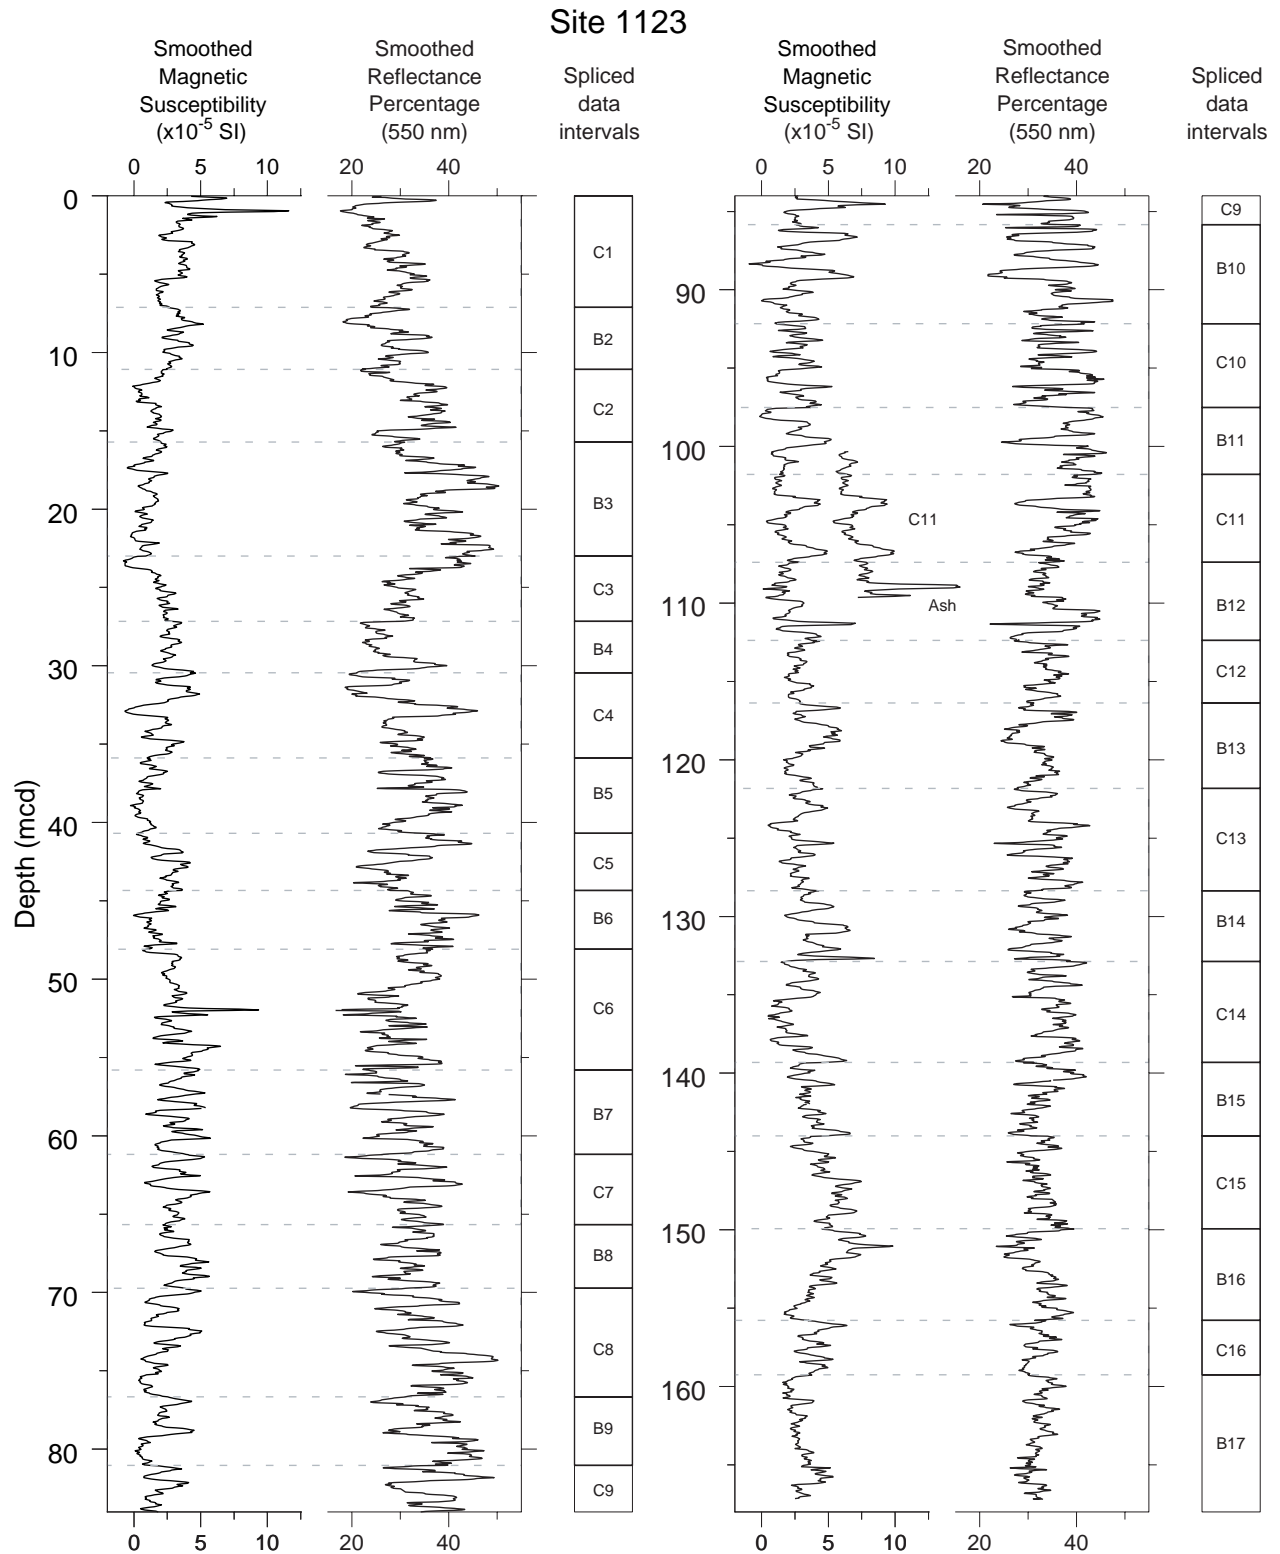 Site 1123
Smoothed
Magnetic
Susceptibility
(x10-5 SI)
Smoothed
Reflectance
Percentage
(550 nm)
Spliced
data
intervals
Smoothed
Magnetic
Susceptibility
(x10-5 SI)
Smoothed
Reflectance
Percentage
(550 nm)
Spliced
data
intervals
0 5 10 20 40
0 5 10 20 40
Depth (mcd)
0
10
20
30
40
50
60
70
80
C1
B2
C2
B3
C3
B4
C4
B5
C5
B6
C6
B7
C7
B8
C8
B9
C9
90
100
110
120
130
140
150
160
C11
Ash
C9
B10
C10
B11
C11
B12
C12
B13
C13
B14
C14
B15
C15
B16
C16
B17
0 5 10 20 40
0 5 10 20 40